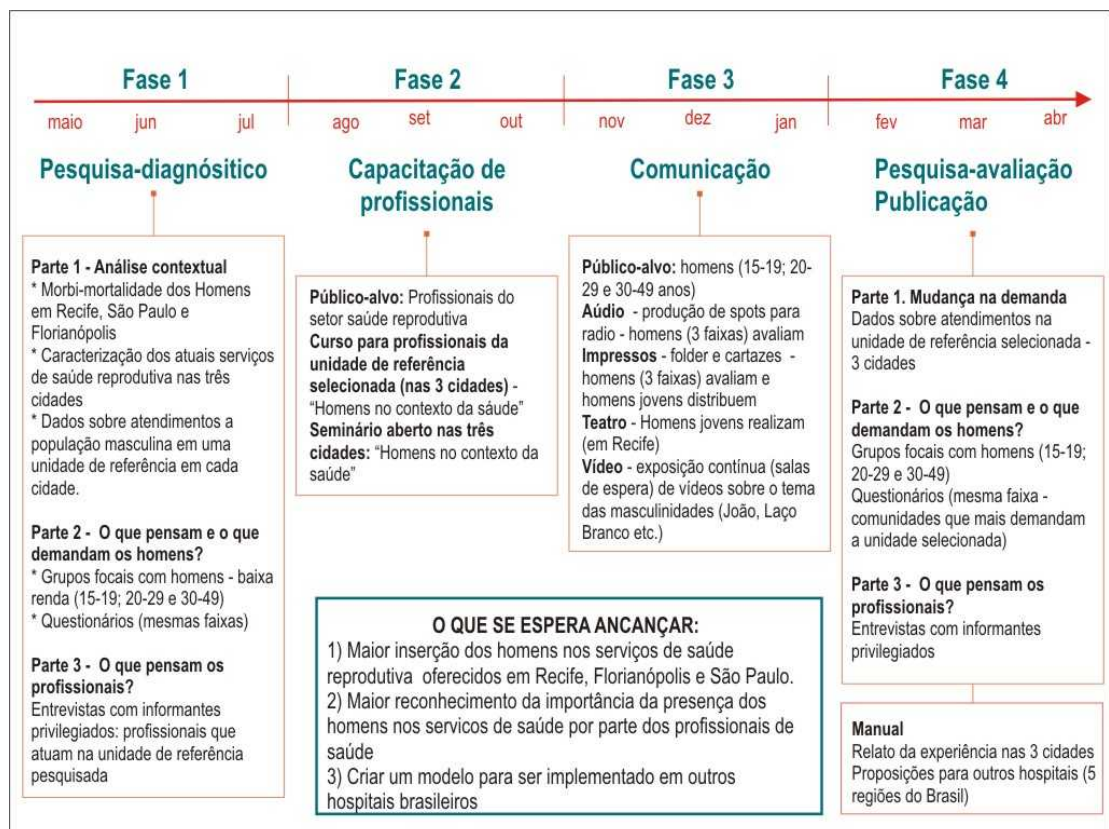 Fase 1
Fase 2
Fase 3
Fase 4
maio jun jul
ago set out
nov dez jan
fev mar abr
Pesquisa-diagnósitico
Parte 1 - Análise contextual
* Morbi-mortalidade dos Homens
em Recife, São Paulo e
Florianópolis
* Caracterização dos atuais serviços
de saúde reprodutiva nas três
cidades
* Dados sobre atendimentos a
população masculina em uma
unidade de referência em cada
cidade.
Parte 2 - O que pensam e o que
demandam os homens?
* Grupos focais com homens - baixa
renda (15-19; 20-29 e 30-49)
* Questionários (mesmas faixas)
Parte 3 - O que pensam os
profissionais?
Entrevistas com informantes
privilegiados: profissionais que
atuam na unidade de referência
pesquisada
Capacitação de
profissionais
Público-alvo: Profissionais do
setor saúde reprodutiva
Curso para profissionais da
unidade de referência
selecionada (nas 3 cidades) -
“Homens no contexto da sáude”
Seminário aberto nas três
cidades: “Homens no contexto da
saúde”
Comunicação
Público-alvo: homens (15-19; 20-
29 e 30-49 anos)
Aúdio - produção de spots para
radio - homens (3 faixas) avaliam
Impressos - folder e cartazes -
homens (3 faixas) avaliam e
homens jovens distribuem
Teatro - Homens jovens realizam
(em Recife)
Vídeo - exposição contínua (salas
de espera) de vídeos sobre o tema
das masculinidades (João, Laço
Branco etc.)
Pesquisa-avaliação
Publicação
Parte 1. Mudança na demanda
Dados sobre atendimentos na
unidade de referência selecionada -
3 cidades
Parte 2 - O que pensam e o que
demandam os homens?
Grupos focais com homens (15-19;
20-29 e 30-49)
Questionários (mesma faixa -
comunidades que mais demandam
a unidade selecionada)
Parte 3 - O que pensam os
profissionais?
Entrevistas com informantes
privilegiados
Manual
Relato da experiência nas 3 cidades
Proposições para outros hospitais (5
regiões do Brasil)
O QUE SE ESPERA ANCANÇAR:
1) Maior inserção dos homens nos serviços de saúde
reprodutiva oferecidos em Recife, Florianópolis e São Paulo.
2) Maior reconhecimento da importância da presença dos
homens nos servicos de saúde por parte dos profissionais de
saúde
3) Criar um modelo para ser implementado em outros
hospitais brasileiros